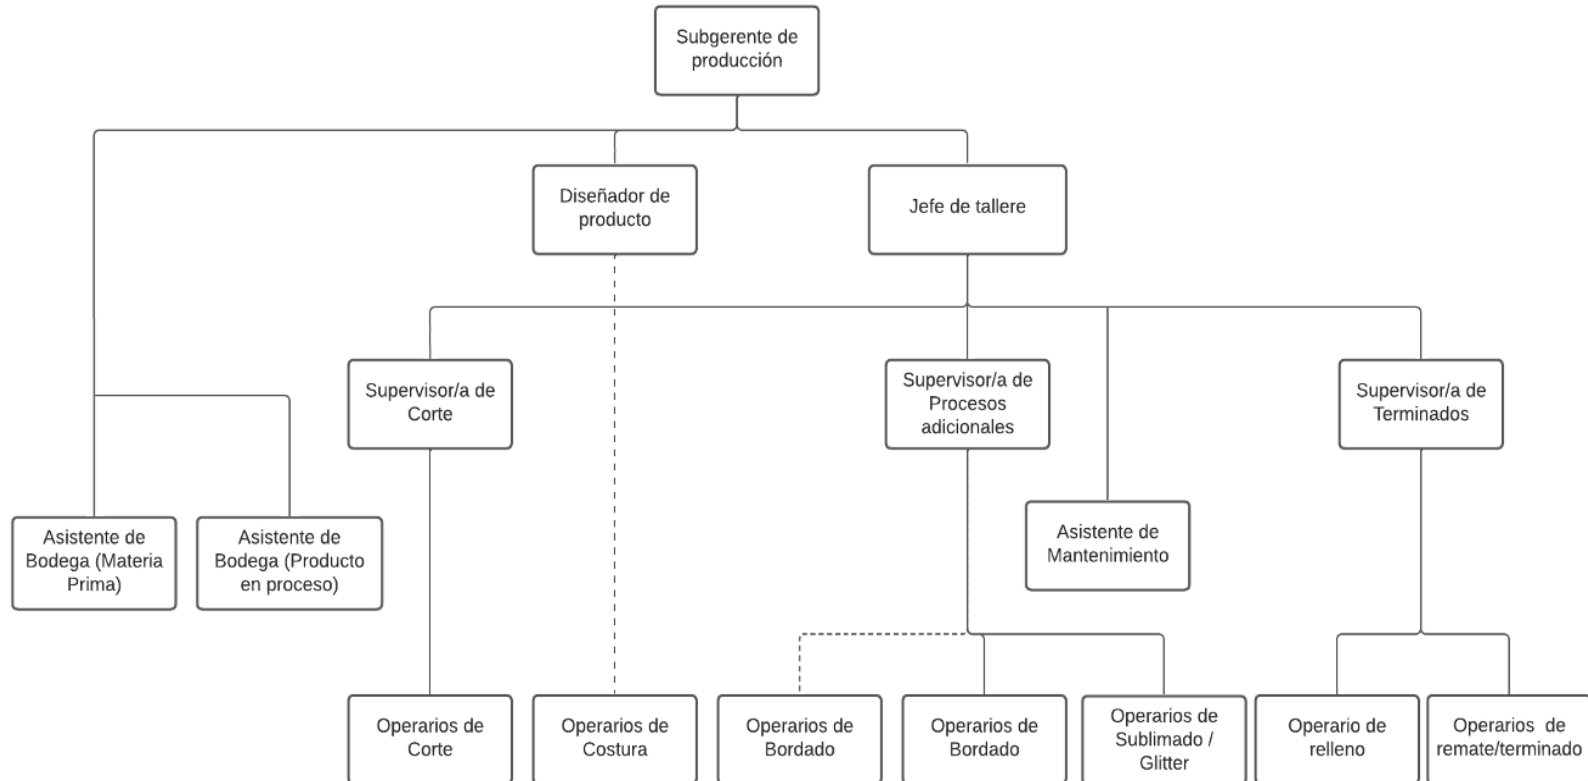 Subgerente de
producción
Diseñador de
producto
Jefe de tallere
Supervisor/a de
Corte
Supervisor/a de
Procesos
adicionales
Supervisor/a de
Terminados
Asistente de
Bodega (Materia
Prima)
Asistente de
Bodega (Producto
en proceso)
Asistente de
Mantenimiento
Operarios de
Corte
Operarios de
Costura
Operarios de
Bordado
Operarios de
Bordado
Operarios de
Sublimado /
Glitter
Operario de
relleno
Operarios de
remate/terminado